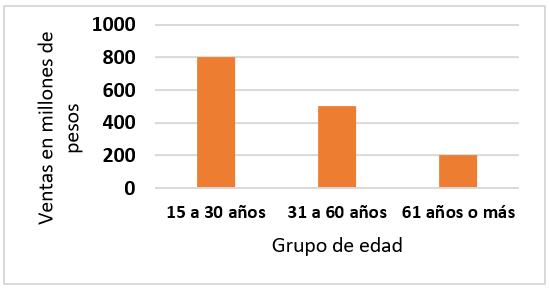 Ventas en millones de
pesos
1000
800
600
400
200
0
15 a 30 años
31 a 60 años
61 años o más
Grupo de edad